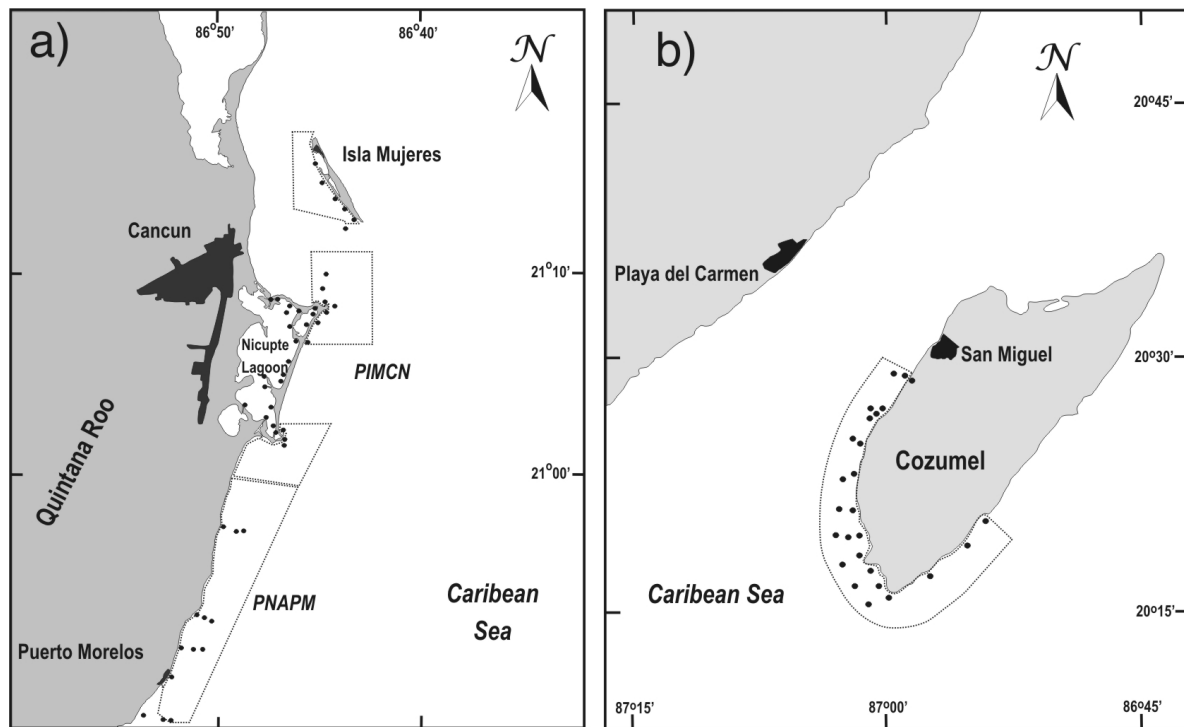 86°50'
86°40'
a)
N
Isla Mujeres
Cancun
21°10'
Nicupte
Lagoon
PIMCN
Quintana Roo
21°00'
PNAPM
Caribean
Sea
Puerto Morelos
b)
N
20°45'
Playa del Carmen
San Miguel
20°30'
Cozumel
Caribean Sea
20°15'
87°15'
87°00'
86°45'